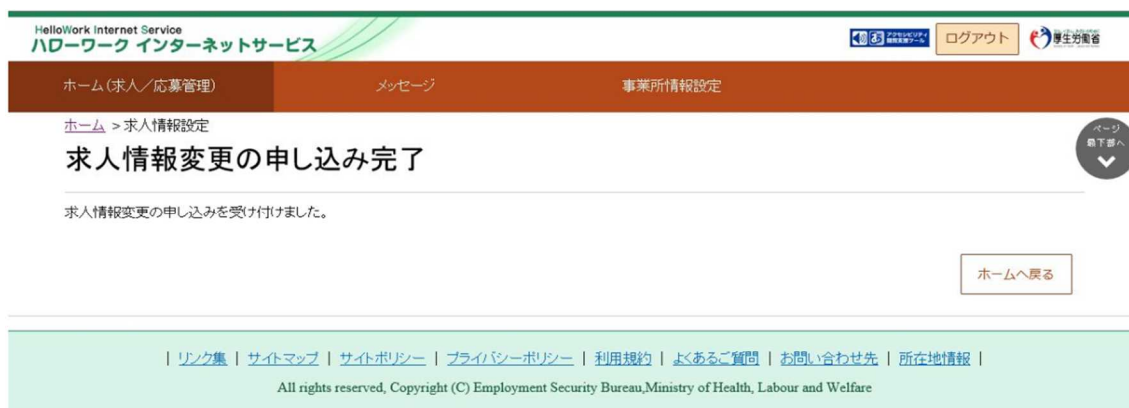 HelloWork Internet Service
ハローワーク インターネットサービス
ログアウト
厚生労働省
ホーム(求人/応募管理)
メッセージ
事業所情報設定
ホーム > 求人情報設定
ページ
最下部へ
求人情報変更の申し込み完了
求人情報変更の申し込みを受け付けました。
ホームへ戻る
| リンク集 | サイトマップ | サイトポリシー | プライバシーポリシー | 利用規約 | よくあるご質問 | お問い合わせ先 | 所在地情報 |
All rights reserved, Copyright (C) Employment Security Bureau,Ministry of Health, Labour and Welfare